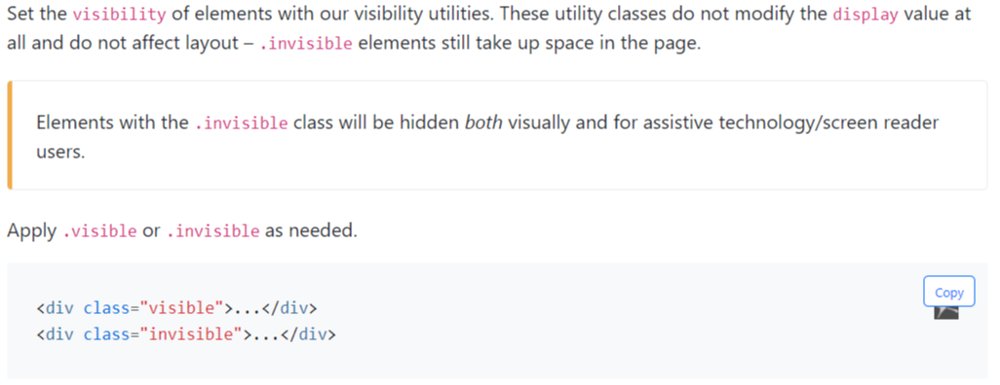 Set the visibility of elements with our visibility utilities. These utility classes do not modify the display value at
all and do not affect layout – .invisible elements still take up space in the page.
Elements with the .invisible class will be hidden both visually and for assistive technology/screen reader
users.
Apply .visible or .invisible as needed.
Copy
<div class="visible">...</div>
<div class="invisible">...</div>